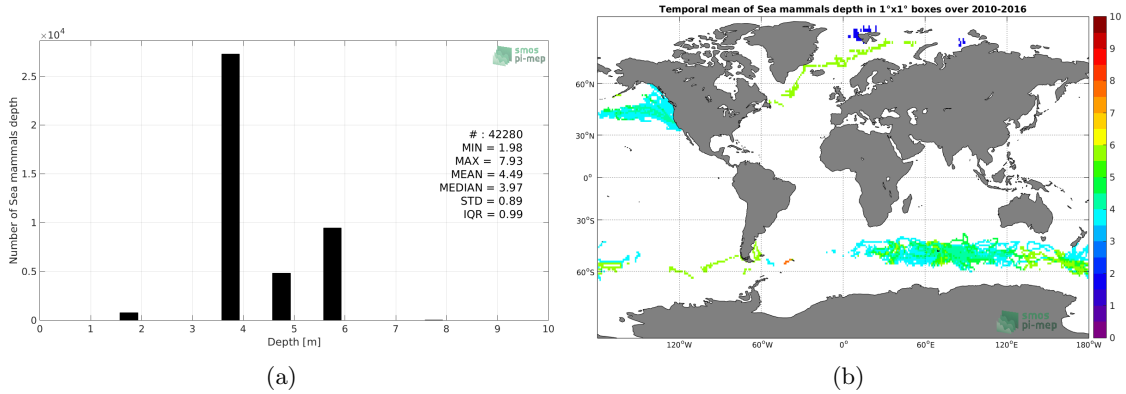 ×10⁴
smos
pi-mep
2.5
2
1.5
1
0.5
0
Number of Sea mammals depth
# : 42280
MIN = 1.98
MAX = 7.93
MEAN = 4.49
MEDIAN = 3.97
STD = 0.89
IQR = 0.99
0 1 2 3 4 5 6 7 8 9 10
Depth [m]
(a)
Temporal mean of Sea mammals depth in 1°x1° boxes over 2010-2016
60°N
30°N
0°
30°S
60°S
120°W 60°W 0° 60°E 120°E 180°W
smos
pi-mep
10
9
8
7
6
5
4
3
2
1
0
(b)